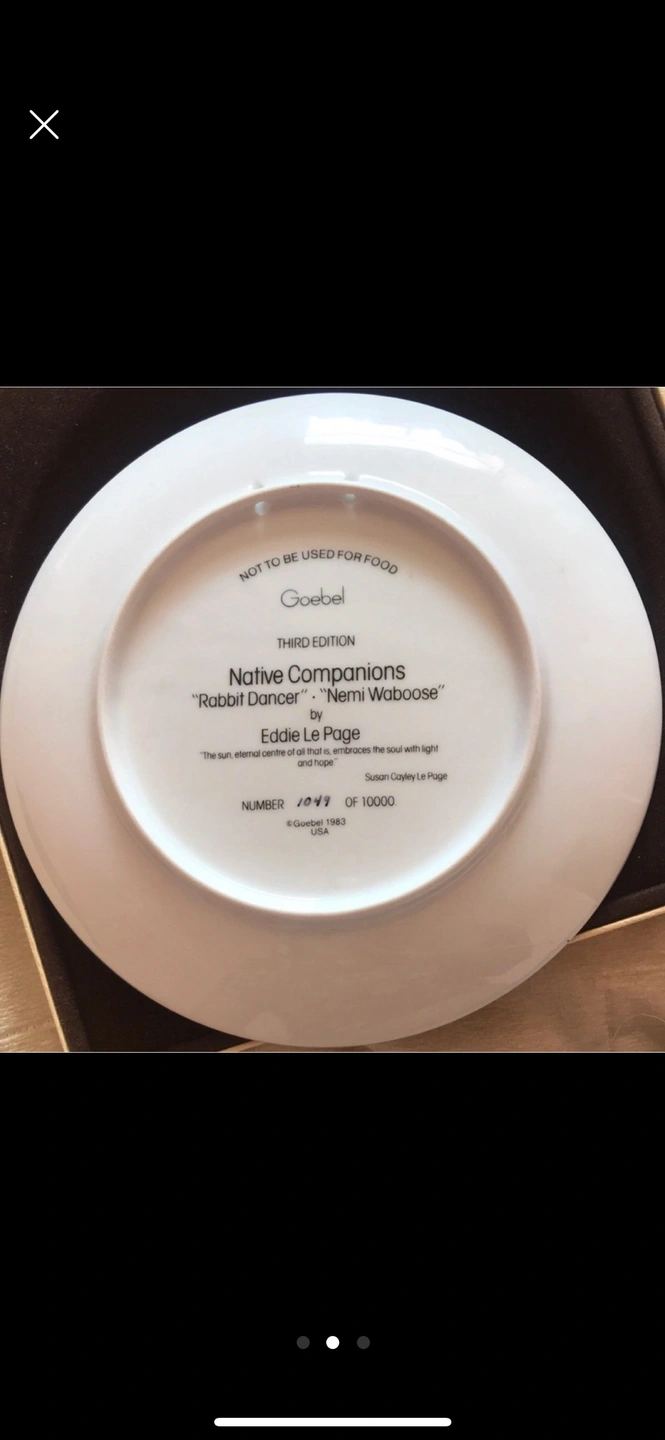 NOT TO BE USED FOR FOOD
Goebel
THIRD EDITION
Native Companions
"Rabbit Dancer" · "Nemi Waboose"
by
Eddie Le Page
"The sun, eternal centre of all that is, embraces the soul with light
and hope."
Susan Cayley Le Page
NUMBER 1049 OF 10000
©Goebel 1983
USA